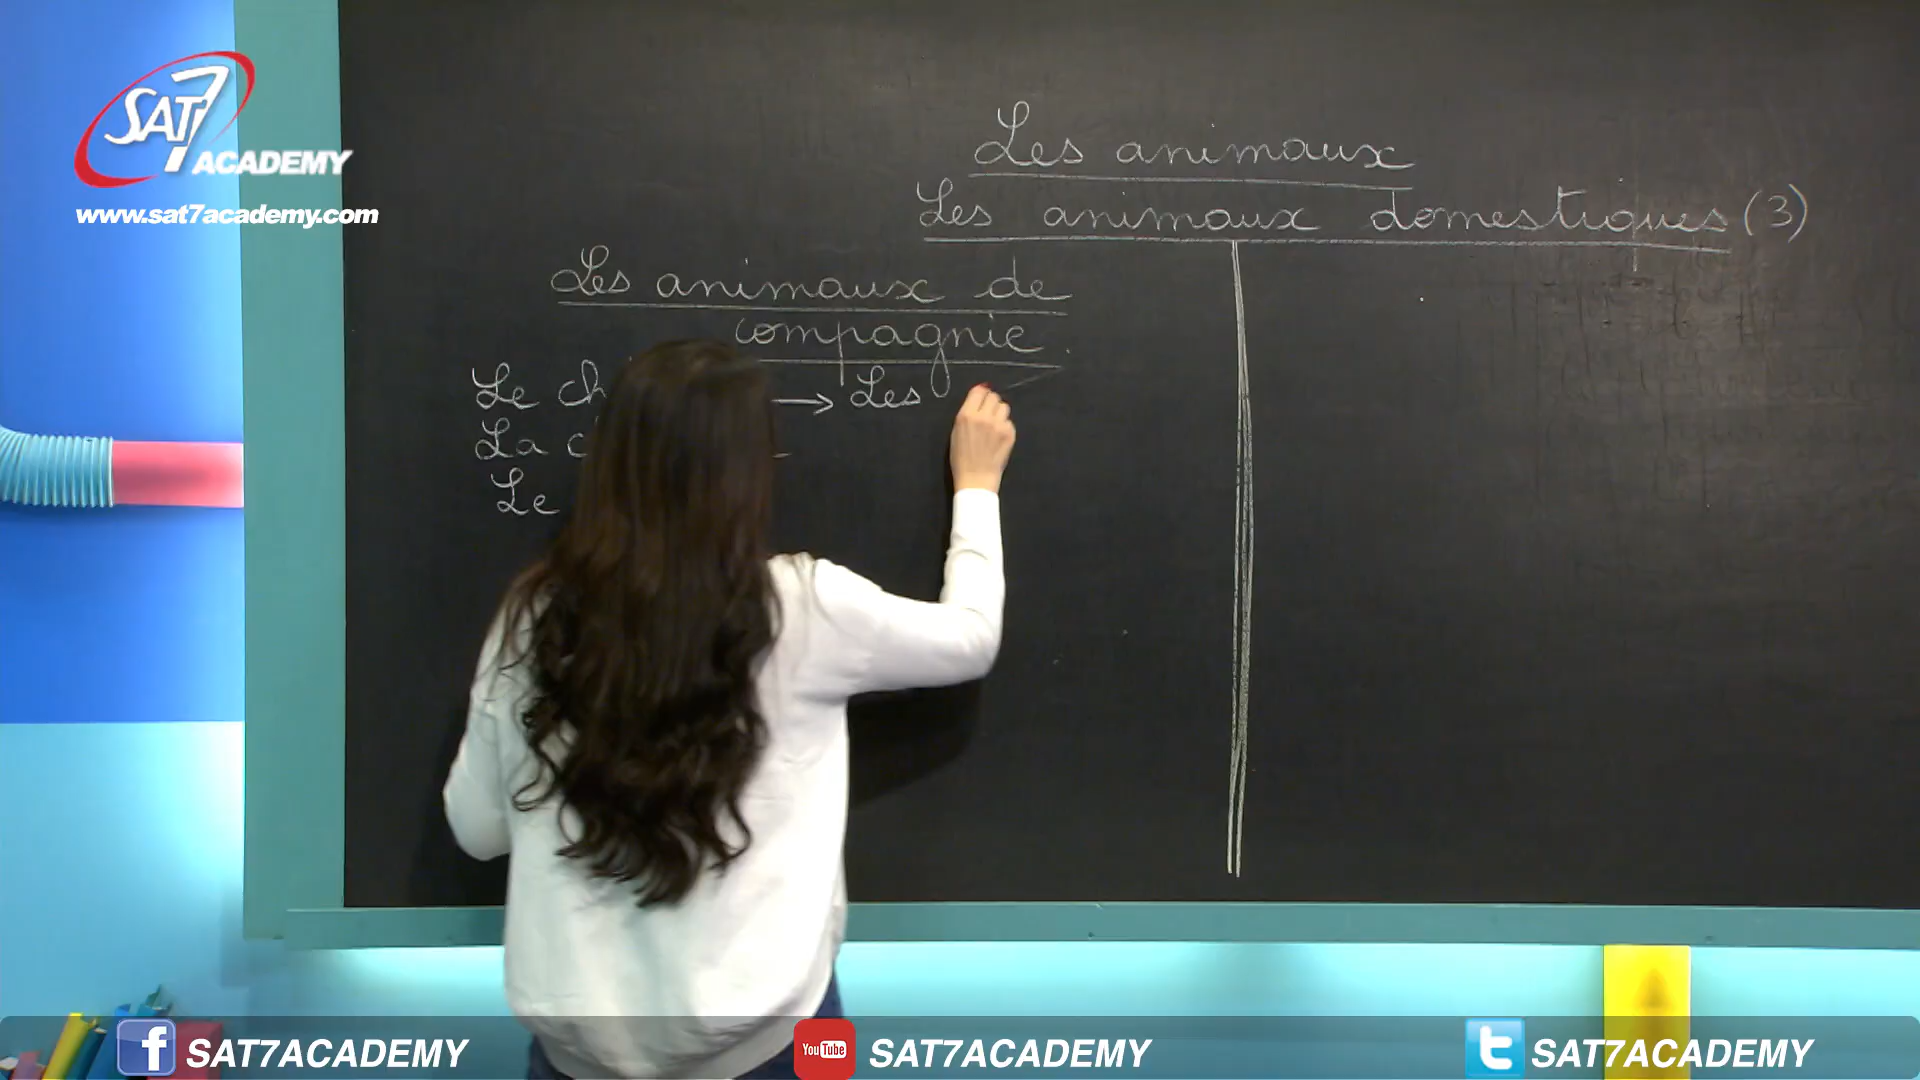 SAT7 ACADEMY
www.sat7academy.com
Les animaux
Les animaux domestiques (3)
Les animaux de
compagnie.
Le → Les
La
Le
SAT7ACADEMY
You Tube SAT7ACADEMY
SAT7ACADEMY